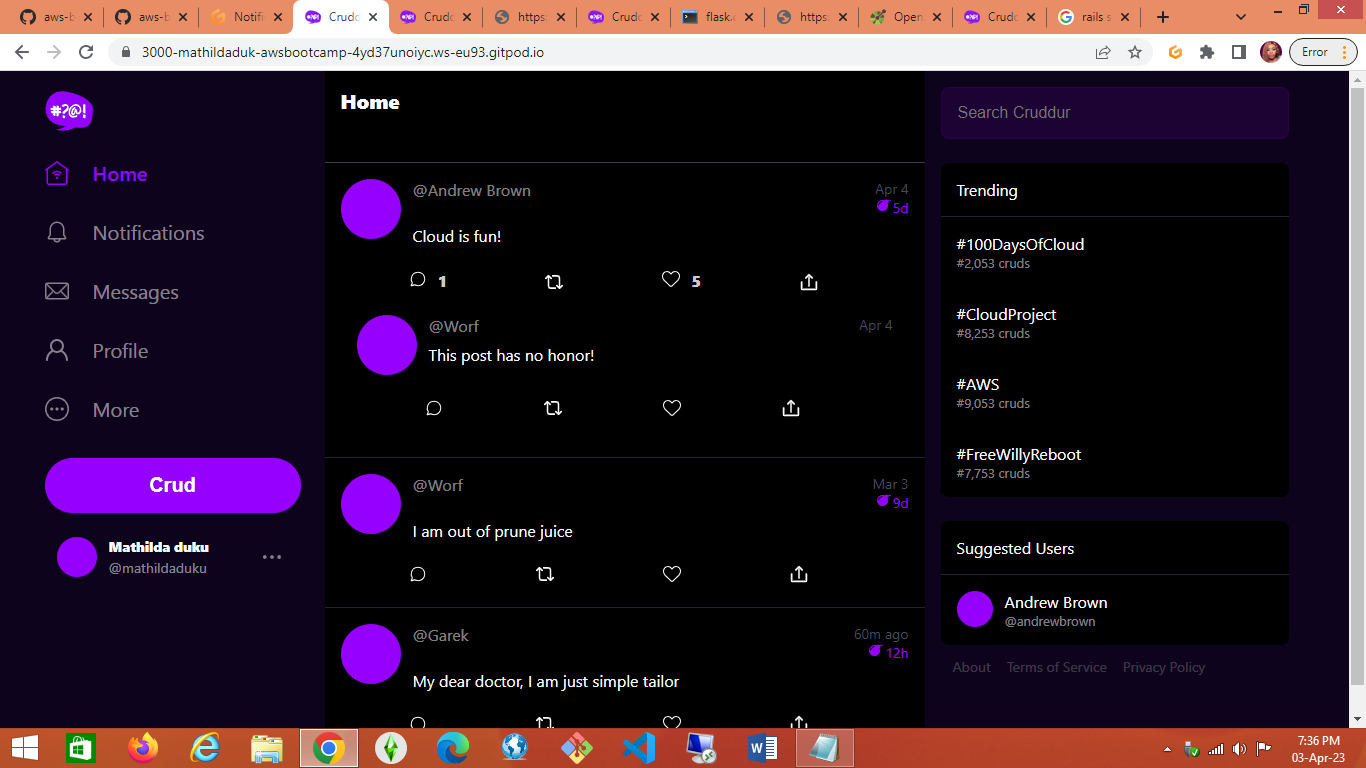 aws-b
aws-b
Notifi
Crudd
Crudd
https:
Crudd
flask.c
https:
Open
Crudd
rails s
3000-mathildaduk-awsbootcamp-4yd37unoiyc.ws-eu93.gitpod.io
Error
#?@!
Home
Notifications
Messages
Profile
More
Crud
Mathilda duku
@mathildaduku
Home
@Andrew Brown
Apr 4
5d
Cloud is fun!
1
5
@Worf
Apr 4
This post has no honor!
@Worf
Mar 3
9d
I am out of prune juice
@Garek
60m ago
12h
My dear doctor, I am just simple tailor
Search Cruddur
Trending
#100DaysOfCloud
#2,053 cruds
#CloudProject
#8,253 cruds
#AWS
#9,053 cruds
#FreeWillyReboot
#7,753 cruds
Suggested Users
Andrew Brown
@andrewbrown
About Terms of Service Privacy Policy
7:36 PM
03-Apr-23